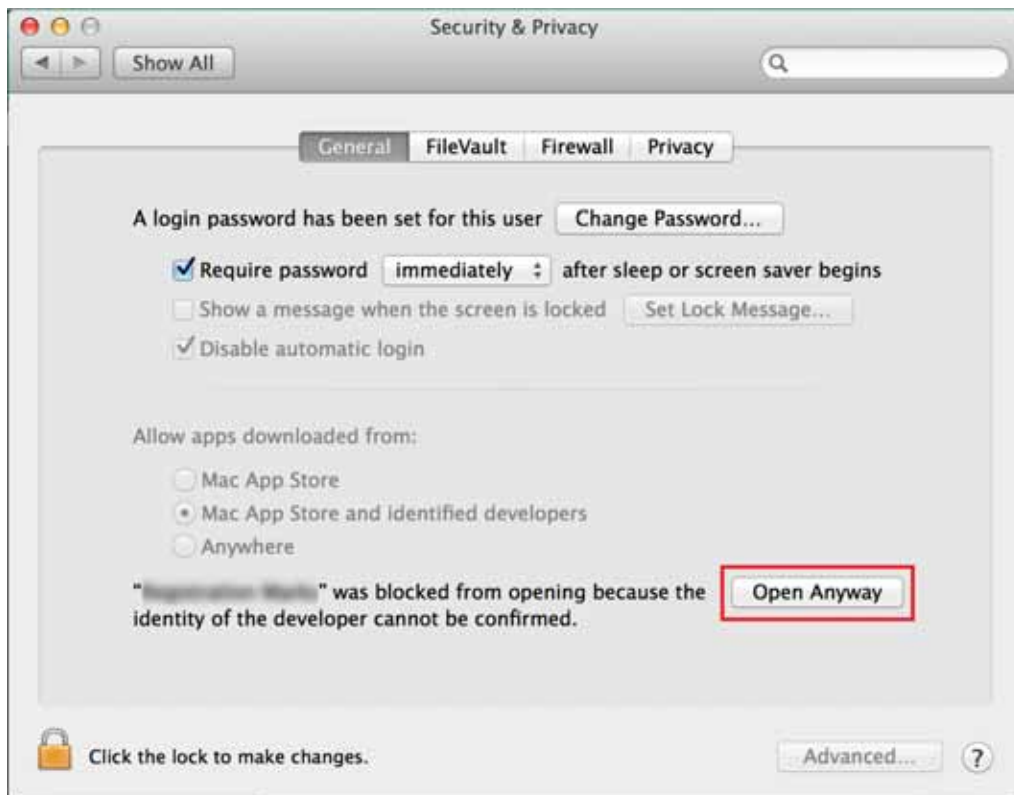 Security & Privacy
Show All
General FileVault Firewall Privacy
A login password has been set for this user Change Password...
Require password immediately after sleep or screen saver begins
Show a message when the screen is locked Set Lock Message...
Disable automatic login
Allow apps downloaded from:
Mac App Store
Mac App Store and identified developers
Anywhere
“ ” was blocked from opening because the Open Anyway
identity of the developer cannot be confirmed.
Click the lock to make changes. Advanced... ?